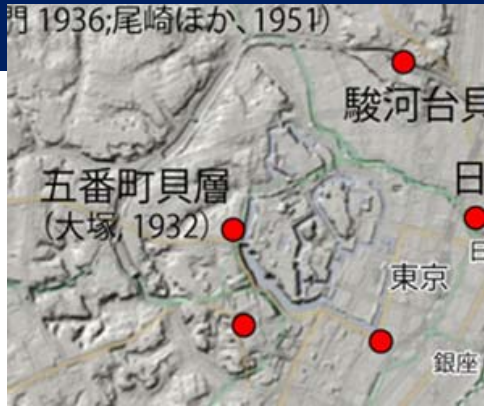 門 1936;尾崎ほか、1951)
駿河台貝
五番町貝層
(大塚, 1932)
日
日
東京
銀座